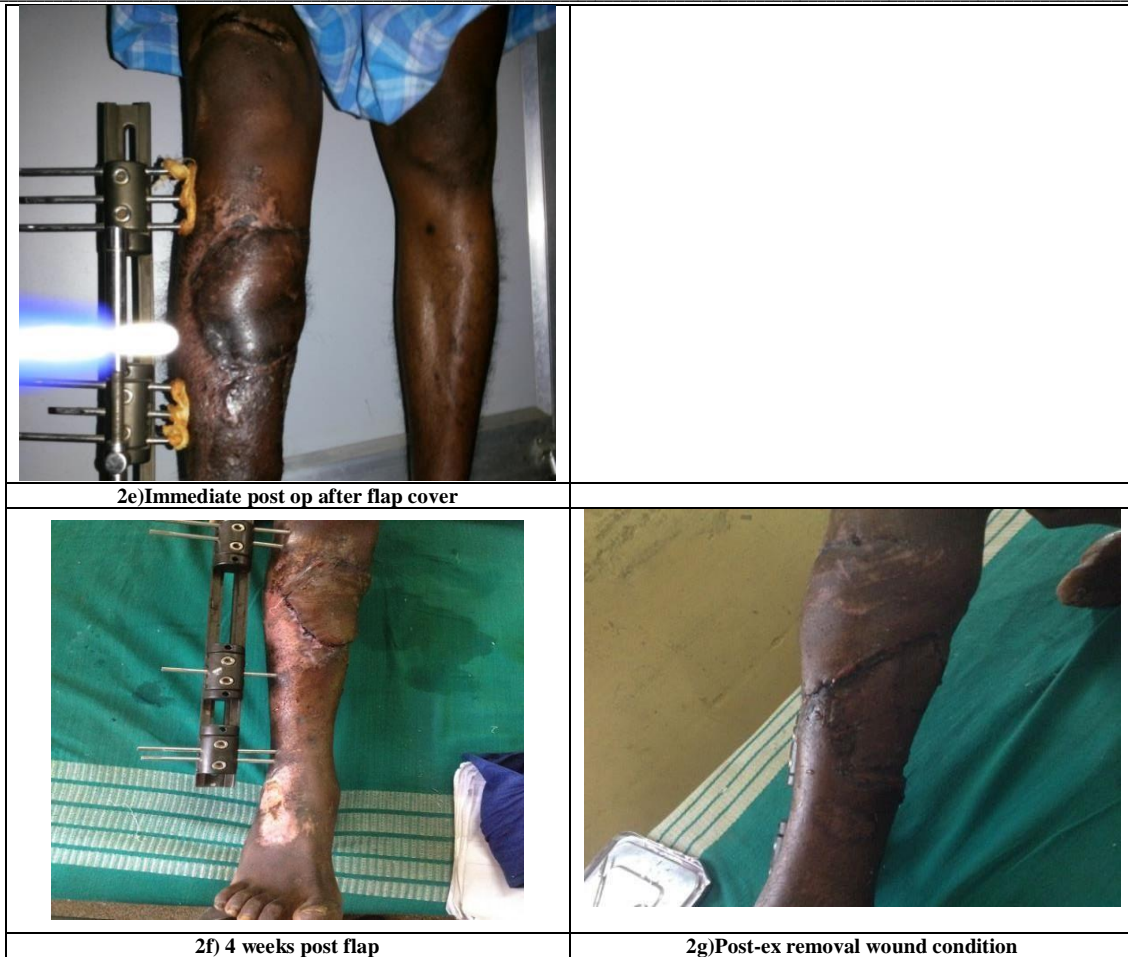 2e)Immediate post op after flap cover
2f) 4 weeks post flap
2g)Post-ex removal wound condition